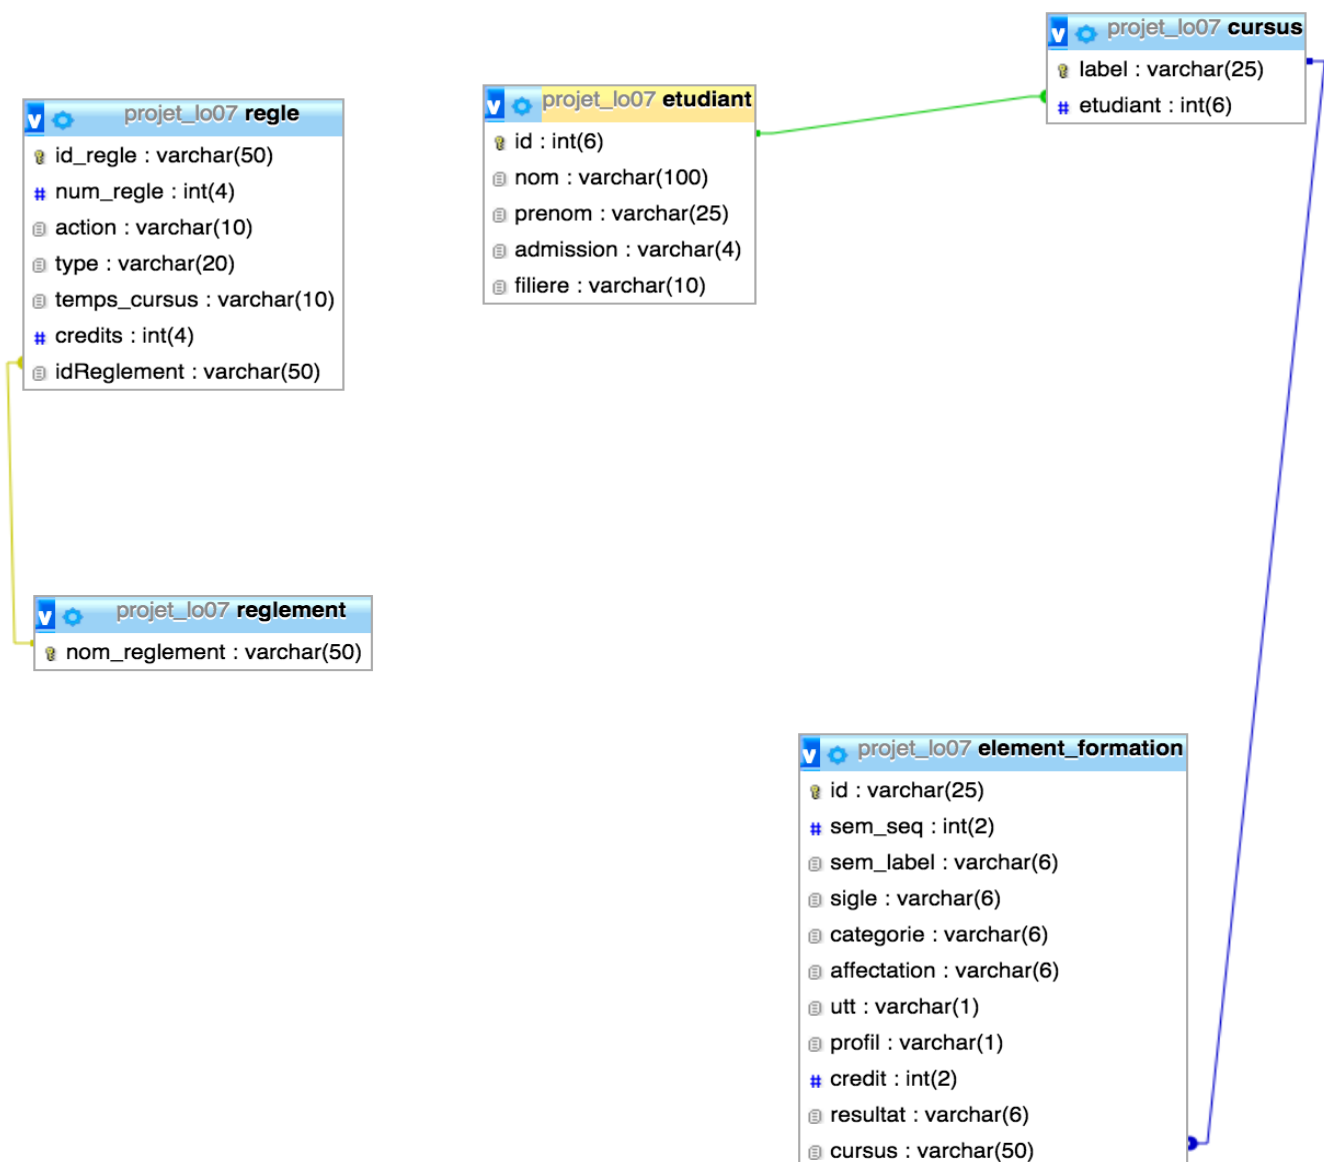 projet_lo07 regle
id_regle : varchar(50)
num_regle : int(4)
action : varchar(10)
type : varchar(20)
temps_cursus : varchar(10)
credits : int(4)
idReglement : varchar(50)
projet_lo07 etudiant
id : int(6)
nom : varchar(100)
prenom : varchar(25)
admission : varchar(4)
filiere : varchar(10)
projet_lo07 cursus
label : varchar(25)
etudiant : int(6)
projet_lo07 reglement
nom_reglement : varchar(50)
projet_lo07 element_formation
id : varchar(25)
sem_seq : int(2)
sem_label : varchar(6)
sigle : varchar(6)
categorie : varchar(6)
affectation : varchar(6)
utt : varchar(1)
profil : varchar(1)
credit : int(2)
resultat : varchar(6)
cursus : varchar(50)